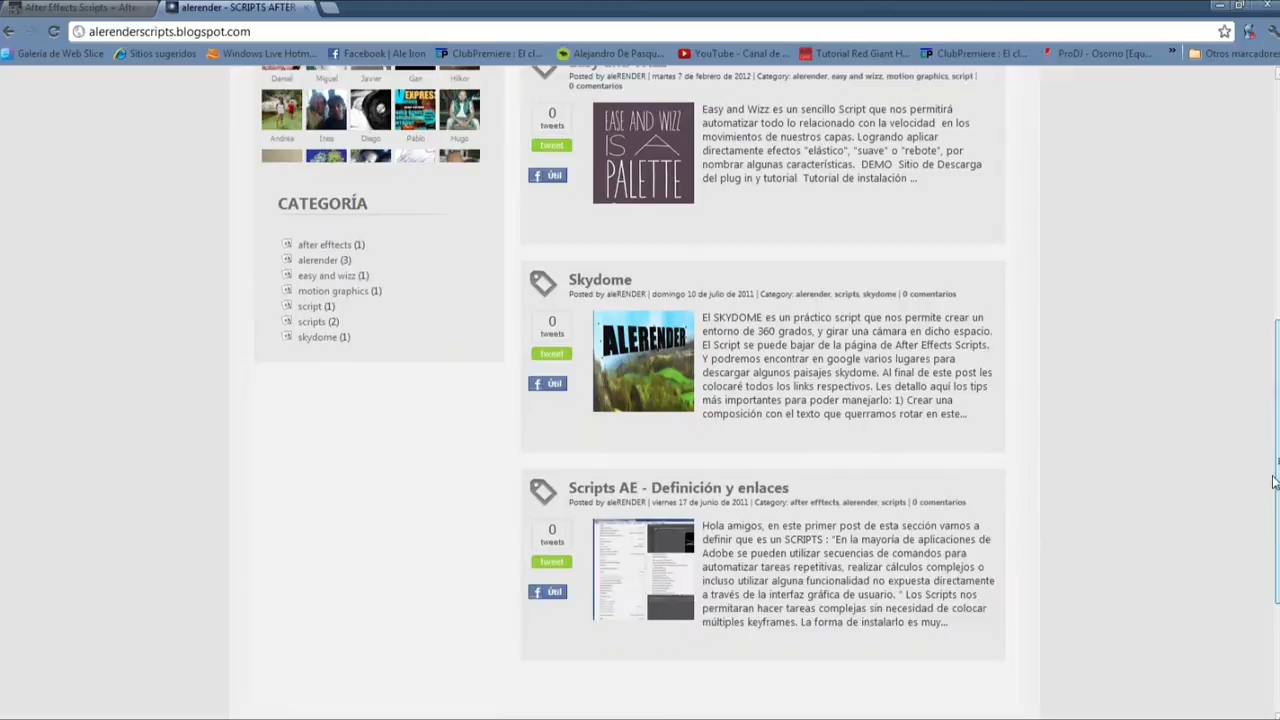 After Effects Scripts ~ After
alerender - SCRIPTS AFTER
alerenderscripts.blogspot.com
Galería de Web Slice
Sitios sugeridos
Windows Live Hotm...
Facebook | Ale Iron
ClubPremiere : El cl...
Alejandro De Pasqu...
YouTube - Canal de ...
Tutorial Red Giant H...
ClubPremiere : El cl...
ProDJ - Osorno [Equ...
Otros marcadores
Daniel
Miguel
Javier
Gan
Hilkor
Andrea
Ines
Diego
Pablo
Hugo
CATEGORÍA
after efftects (1)
alerender (3)
easy and wizz (1)
motion graphics (1)
script (1)
scripts (2)
skydome (1)
Posted by aleRENDER | martes 7 de febrero de 2012 | Category: alerender, easy and wizz, motion graphics, script |
0 comentarios
0
tweets
tweet
Útil
EASE AND WIZZ
IS A
PALETTE
Easy and Wizz es un sencillo Script que nos permitirá
automatizar todo lo relacionado con la velocidad en los
movimientos de nuestros capas. Logrando aplicar
directamente efectos "elástico", "suave" o "rebote", por
nombrar algunas características. DEMO Sitio de Descarga
del plug in y tutorial Tutorial de instalación ...
Skydome
Posted by aleRENDER | domingo 10 de julio de 2011 | Category: alerender, scripts, skydome | 0 comentarios
0
tweets
tweet
Útil
ALERENDER
El SKYDOME es un práctico script que nos permite crear un
entorno de 360 grados, y girar una cámara en dicho espacio.
El Script se puede bajar de la página de After Effects Scripts.
Y podremos encontrar en google varios lugares para
descargar algunos paisajes skydome. Al final de este post les
colocaré todos los links respectivos. Les detallo aquí los tips
más importantes para poder manejarlo: 1) Crear una
composición con el texto que querramos rotar en este...
Scripts AE - Definición y enlaces
Posted by aleRENDER | viernes 17 de junio de 2011 | Category: after efftects, alerender, scripts | 0 comentarios
0
tweets
tweet
Útil
Hola amigos, en este primer post de esta sección vamos a
definir que es un SCRIPTS : "En la mayoría de aplicaciones de
Adobe se pueden utilizar secuencias de comandos para
automatizar tareas repetitivas, realizar cálculos complejos o
incluso utilizar alguna funcionalidad no expuesta directamente
a través de la interfaz gráfica de usuario. " Los Scripts nos
permitaran hacer tareas complejas sin necesidad de colocar
múltiples keyframes. La forma de instalarlo es muy...